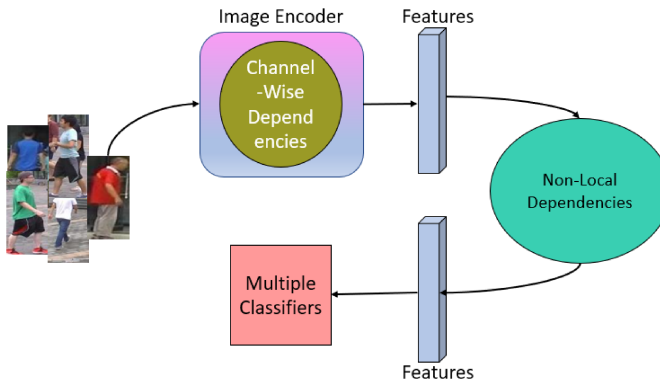 Image Encoder
Features
Channel
-Wise
Depend
encies
Non-Local
Dependencies
Multiple
Classifiers
Features